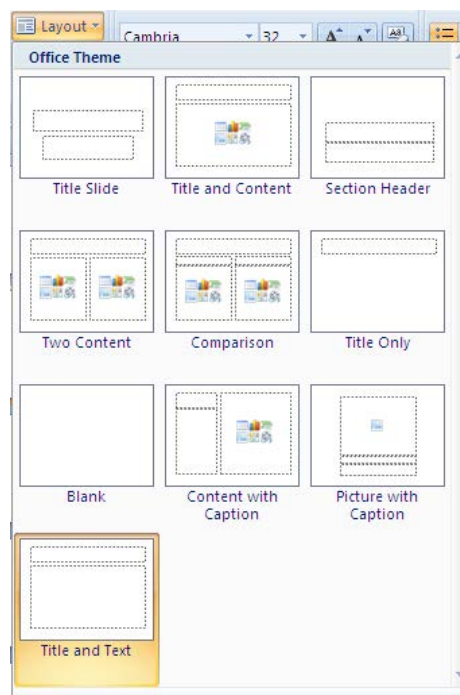 Layout
Cambria 32 A A Aa
Office Theme
Title Slide Title and Content Section Header
Two Content Comparison Title Only
Blank Content with Caption Picture with Caption
Title and Text